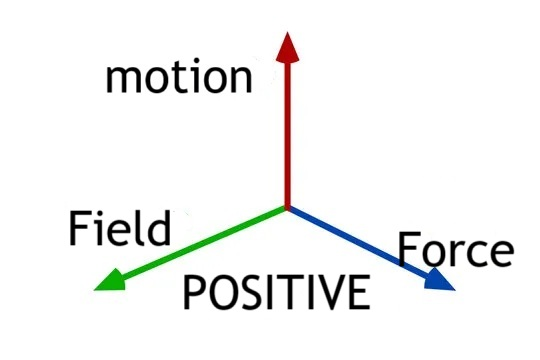 motion
Field
Force
POSITIVE